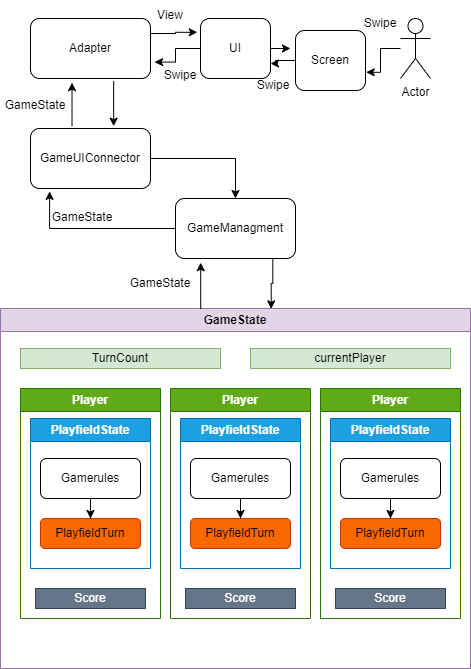 View
Swipe
Adapter
UI
Screen
Swipe
Swipe
Actor
GameState
GameUIConnector
GameState
GameManagment
GameState
GameState
TurnCount
currentPlayer
Player
Player
Player
PlayfieldState
PlayfieldState
PlayfieldState
Gamerules
Gamerules
Gamerules
PlayfieldTurn
PlayfieldTurn
PlayfieldTurn
Score
Score
Score